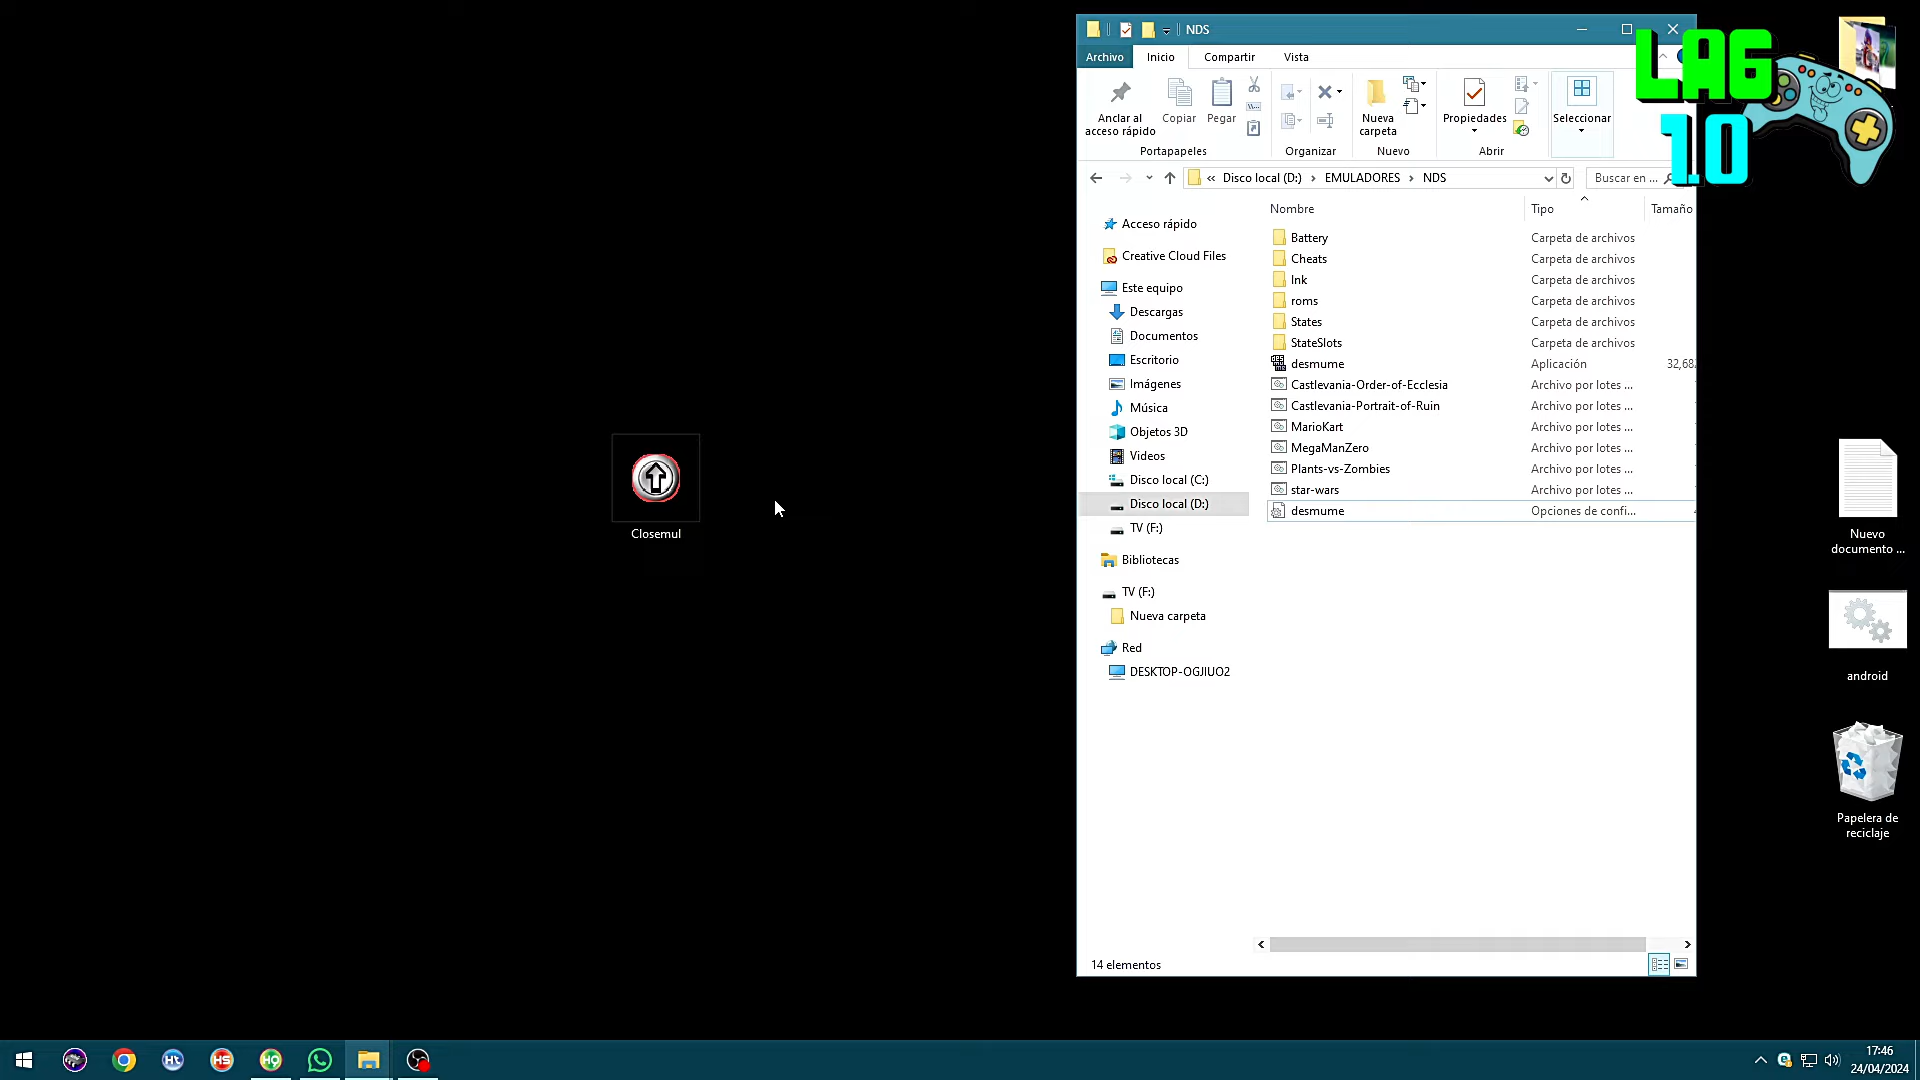 NDS
Archivo
Inicio
Compartir
Vista
Anclar al
acceso rápido
Copiar
Pegar
Nueva
carpeta
Propiedades
Seleccionar
Portapapeles
Organizar
Nuevo
Abrir
« Disco local (D:) › EMULADORES › NDS
Buscar en ...
Nombre
Tipo
Tamaño
Acceso rápido
Creative Cloud Files
Este equipo
Descargas
Documentos
Escritorio
Imágenes
Música
Objetos 3D
Videos
Disco local (C:)
Disco local (D:)
TV (F:)
Bibliotecas
TV (F:)
Nueva carpeta
Red
DESKTOP-OGJIUO2
Battery Carpeta de archivos
Cheats Carpeta de archivos
Ink Carpeta de archivos
roms Carpeta de archivos
States Carpeta de archivos
StateSlots Carpeta de archivos
desmume Aplicación 32,68
Castlevania-Order-of-Ecclesia Archivo por lotes ...
Castlevania-Portrait-of-Ruin Archivo por lotes ...
MarioKart Archivo por lotes ...
MegaManZero Archivo por lotes ...
Plants-vs-Zombies Archivo por lotes ...
star-wars Archivo por lotes ...
desmume Opciones de confi...
14 elementos
Closemul
LAG
1.0
Nuevo
documento ...
android
Papelera de
reciclaje
Ht
HS
HQ
17:46
24/04/2024